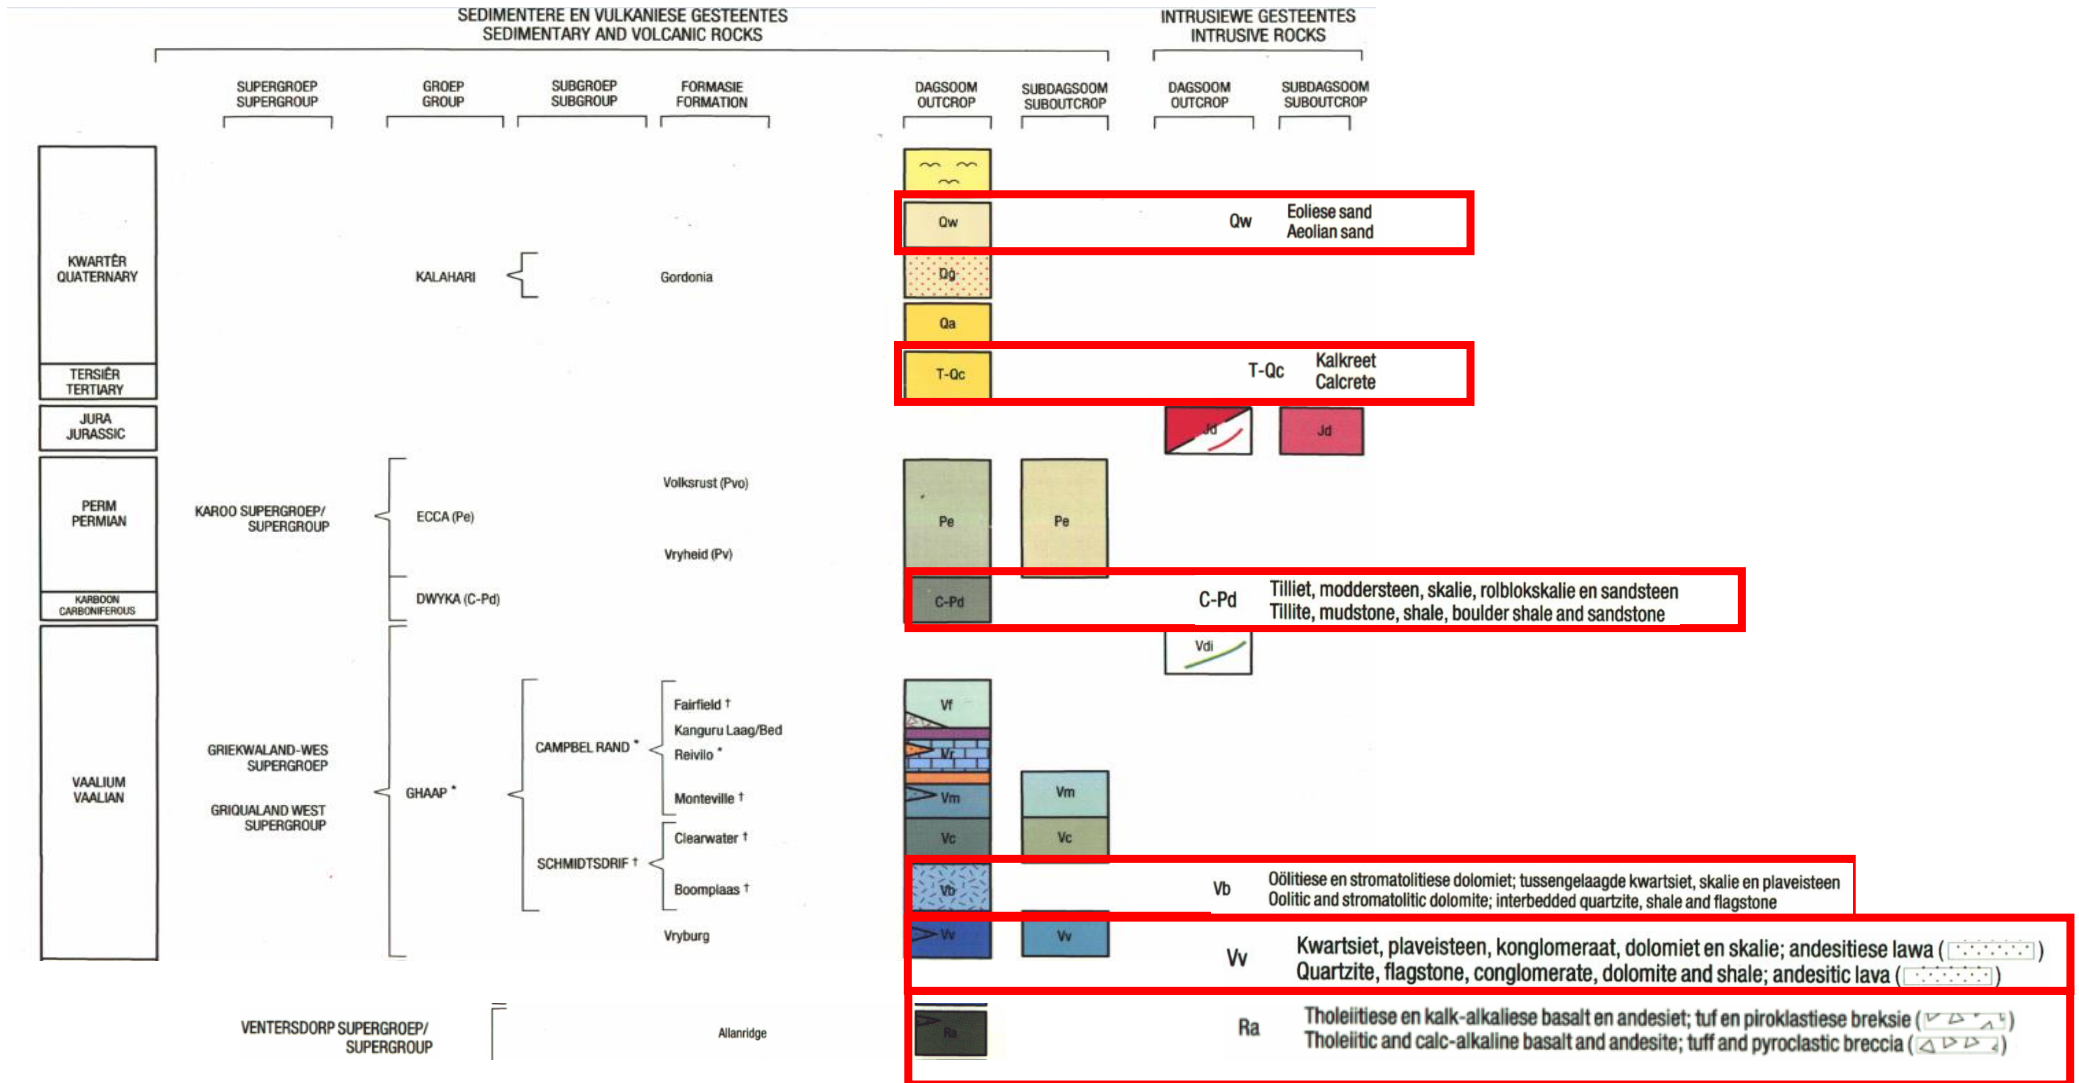 SEDIMENTERE EN VULKANIESE GESTEENTES
SEDIMENTARY AND VOLCANIC ROCKS
INTRUSIEWE GESTEENTES
INTRUSIVE ROCKS
SUPERGROEP
SUPERGROUP
GROEP
GROUP
SUBGROEP
SUBGROUP
FORMASIE
FORMATION
DAGSOOM
OUTCROP
SUBDAGSOOM
SUBOUTCROP
DAGSOOM
OUTCROP
SUBDAGSOOM
SUBOUTCROP
KWARTÊR
QUATERNARY
KALAHARI
Gordonia
Qw
Qw
Eoliese sand
Aeolian sand
Qg
Qa
TERSIÊR
TERTIARY
T-Qc
T-Qc
Kalkreet
Calcrete
JURA
JURASSIC
Jd
Jd
PERM
PERMIAN
KAROO SUPERGROEP/
SUPERGROUP
ECCA (Pe)
Volksrust (Pvo)
Vryheid (Pv)
Pe
Pe
KARBOON
CARBONIFEROUS
DWYKA (C-Pd)
C-Pd
C-Pd
Tilliet, moddersteen, skalie, rolblokskalie en sandsteen
Tillite, mudstone, shale, boulder shale and sandstone
Vdi
VAALIUM
VAALIAN
GRIEKWALAND-WES
SUPERGROEP
GRIQUALAND WEST
SUPERGROUP
GHAAP *
CAMPBEL RAND *
SCHMIDTSDRIF †
Fairfield †
Kanguru Laag/Bed
Reivilo *
Monteville †
Clearwater †
Boomplaas †
Vryburg
Vf
Vr
Vm
Vm
Vc
Vc
Vb
Vb
Oölitiese en stromatolitiese dolomiet; tussengelaagde kwartsiet, skalie en plaveisteen
Oolitic and stromatolitic dolomite; interbedded quartzite, shale and flagstone
Vv
Vv
Vv
Kwartsiet, plaveisteen, konglomeraat, dolomiet en skalie; andesitiese lawa ( )
Quartzite, flagstone, conglomerate, dolomite and shale; andesitic lava ( )
VENTERSDORP SUPERGROEP/
SUPERGROUP
Allanridge
Ra
Ra
Tholeiitiese en kalk-alkaliese basalt en andesiet; tuf en piroklastiese breksie ( )
Tholeiitic and calc-alkaline basalt and andesite; tuff and pyroclastic breccia ( )